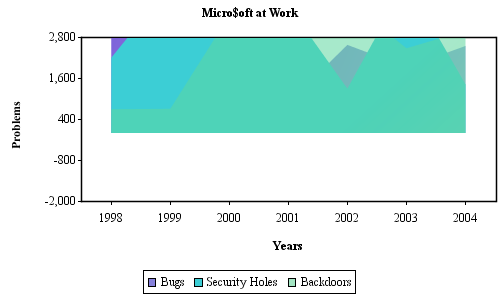 Micro$oft at Work
Problems
2,800
1,600
400
-800
-2,000
1998 1999 2000 2001 2002 2003 2004
Years
Bugs Security Holes Backdoors